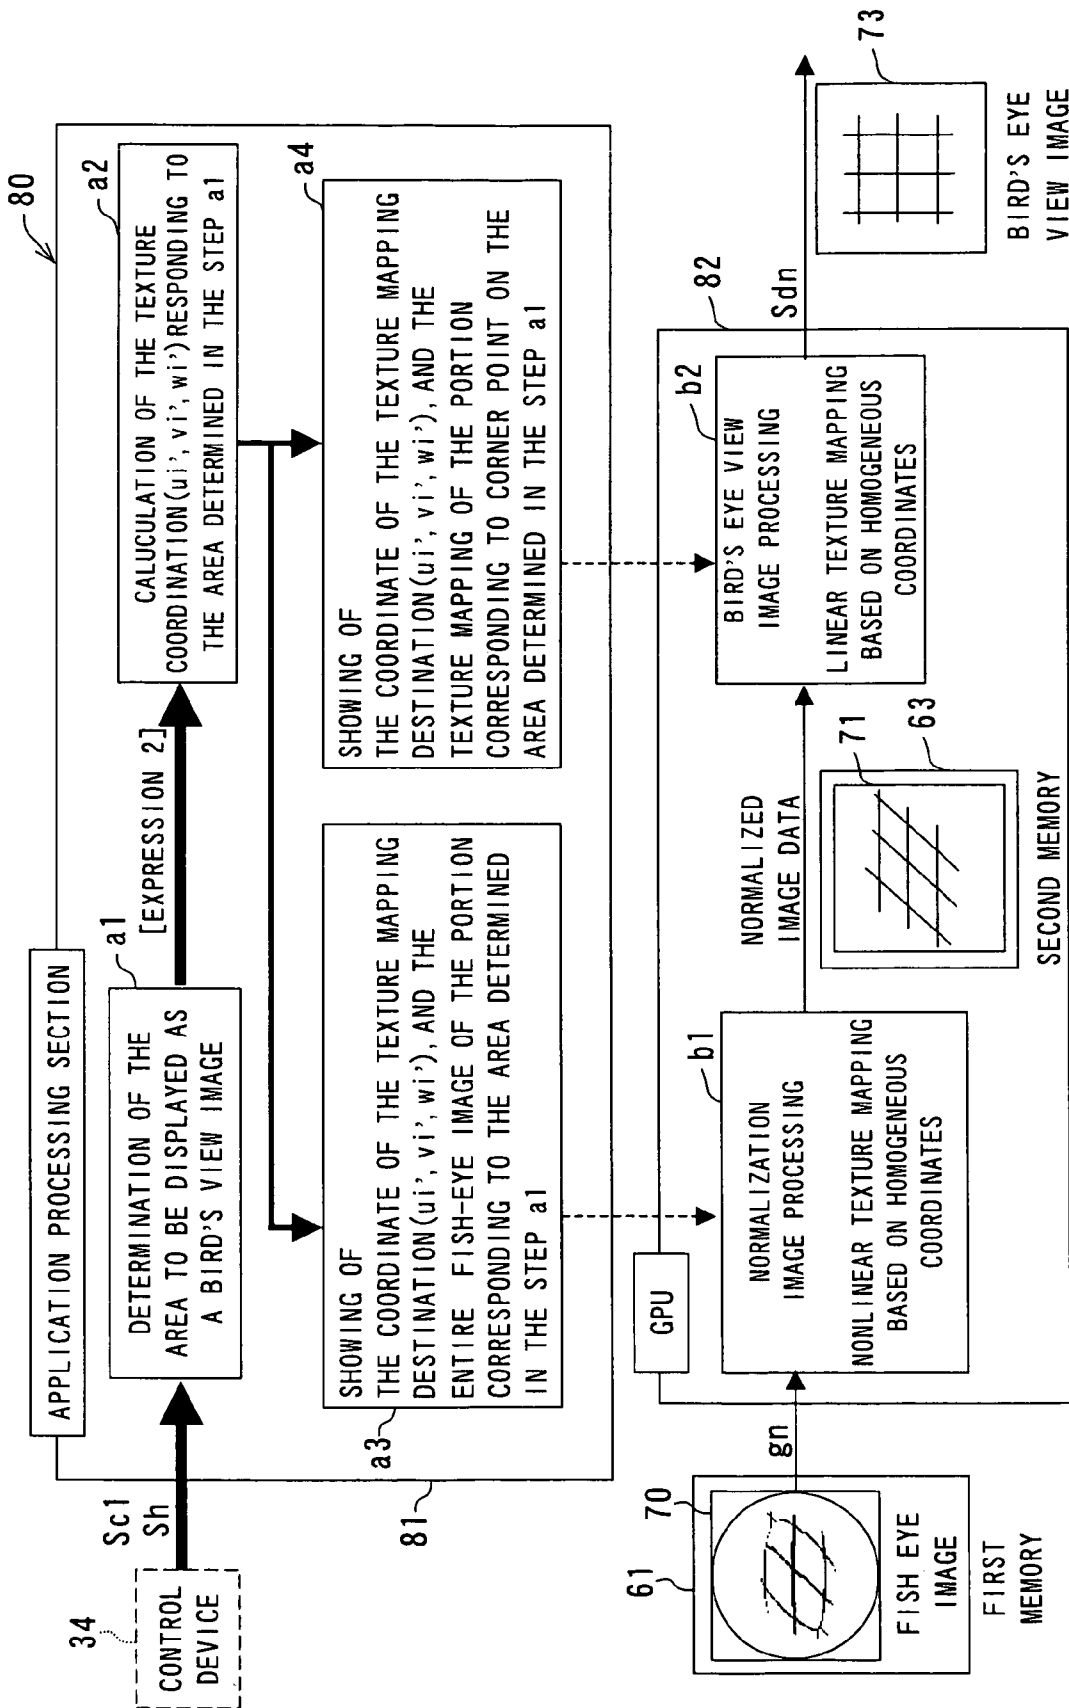 80
APPLICATION PROCESSING SECTION
34
CONTROL
DEVICE
Sc1
Sh
a1
DETERMINATION OF THE
AREA TO BE DISPLAYED AS
A BIRD'S VIEW IMAGE
[EXPRESSION 2]
a2
CALUCULATION OF THE TEXTURE
COORDINATION(ui', vi', wi')RESPONDING TO
THE AREA DETERMINED IN THE STEP a1
a3
SHOWING OF
THE COORDINATE OF THE TEXTURE MAPPING
DESTINATION(ui', vi', wi'), AND THE
ENTIRE FISH-EYE IMAGE OF THE PORTION
CORRESPONDING TO THE AREA DETERMINED
IN THE STEP a1
a4
SHOWING OF
THE COORDINATE OF THE TEXTURE MAPPING
DESTINATION(ui', vi', wi'), AND THE
TEXTURE MAPPING OF THE PORTION
CORRESPONDING TO CORNER POINT ON THE
AREA DETERMINED IN THE STEP a1
81
GPU
82
61
70
FISH EYE
IMAGE
FIRST
MEMORY
gn
b1
NORMALIZATION
IMAGE PROCESSING
NONLINEAR TEXTURE MAPPING
BASED ON HOMOGENEOUS
COORDINATES
NORMALIZED
IMAGE DATA
71
63
SECOND MEMORY
b2
BIRD'S EYE VIEW
IMAGE PROCESSING
LINEAR TEXTURE MAPPING
BASED ON HOMOGENEOUS
COORDINATES
Sdn
73
BIRD'S EYE
VIEW IMAGE